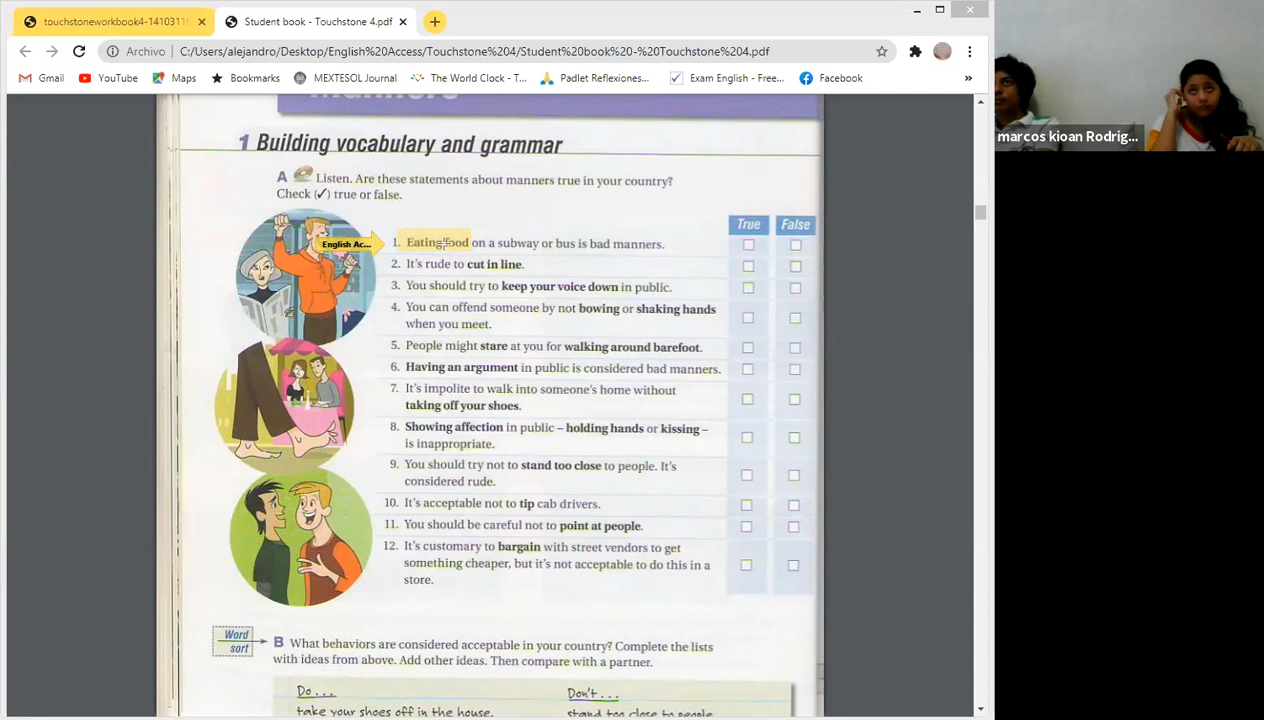 touchstoneworkbook4-1410311
Student book - Touchstone 4.pdf
Archivo
C:/Users/alejandro/Desktop/English%20Access/Touchstone%204/Student%20book%20-%20Touchstone%204.pdf
Gmail
YouTube
Maps
Bookmarks
MEXTESOL Journal
The World Clock - T...
Padlet Reflexiones...
Exam English - Free...
Facebook
»
Manners
1 Building vocabulary and grammar
A Listen. Are these statements about manners true in your country?
Check (✓) true or false.
True False
English Ac...
1. Eating food on a subway or bus is bad manners.
2. It's rude to cut in line.
3. You should try to keep your voice down in public.
4. You can offend someone by not bowing or shaking hands
when you meet.
5. People might stare at you for walking around barefoot.
6. Having an argument in public is considered bad manners.
7. It's impolite to walk into someone's home without
taking off your shoes.
8. Showing affection in public – holding hands or kissing –
is inappropriate.
9. You should try not to stand too close to people. It's
considered rude.
10. It's acceptable not to tip cab drivers.
11. You should be careful not to point at people.
12. It's customary to bargain with street vendors to get
something cheaper, but it's not acceptable to do this in a
store.
Word
sort
B What behaviors are considered acceptable in your country? Complete the lists
with ideas from above. Add other ideas. Then compare with a partner.
Do... Don't...
take your shoes off in the house. stand too close to people
marcos kioan Rodrig...